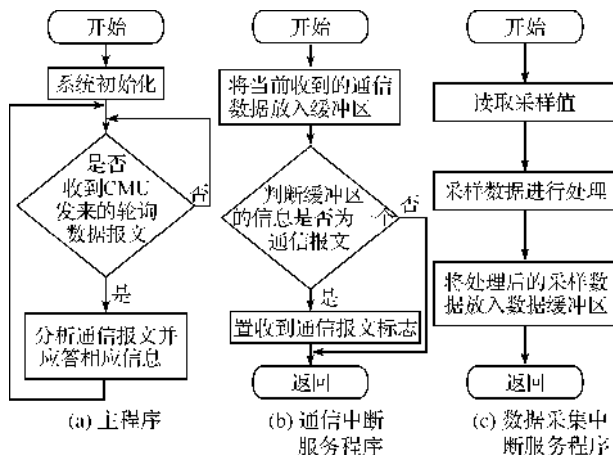 开始
系统初始化
是否
收到CMU
发来的轮询
数据报文
否
是
分析通信报文并
应答相应信息
(a) 主程序
开始
将当前收到的通信
数据放入缓冲区
判断缓冲区
的信息是否为一个
通信报文
否
是
置收到通信报文标志
返回
(b) 通信中断
服务程序
开始
读取采样值
采样数据进行处理
将处理后的采样数
据放入数据缓冲区
返回
(c) 数据采集中
断服务程序